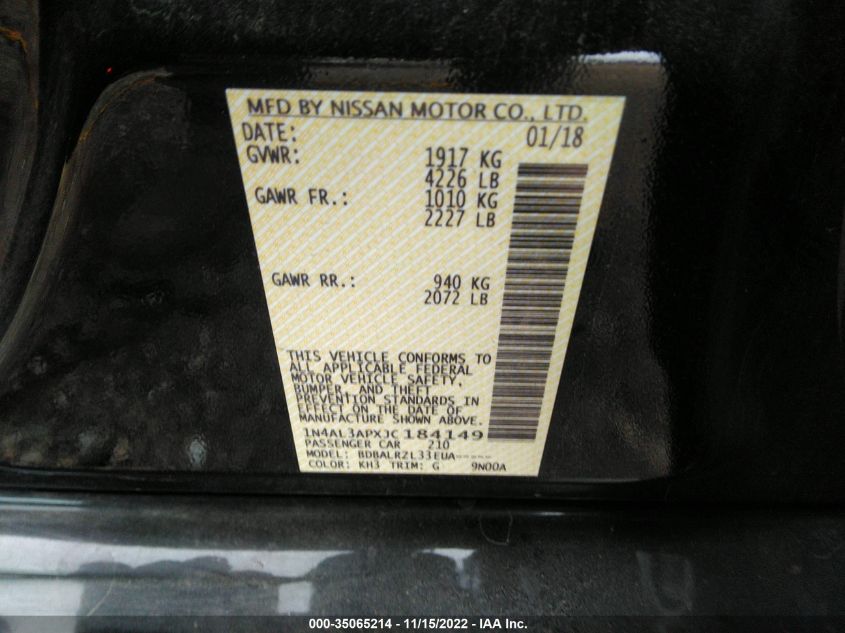 MFD BY NISSAN MOTOR CO., LTD.
DATE: 01/18
GVWR: 1917 KG
4226 LB
GAWR FR.: 1010 KG
2227 LB
GAWR RR.: 940 KG
2072 LB
THIS VEHICLE CONFORMS TO
ALL APPLICABLE FEDERAL
MOTOR VEHICLE SAFETY,
BUMPER, AND THEFT
PREVENTION STANDARDS IN
EFFECT ON THE DATE OF
MANUFACTURE SHOWN ABOVE.
1N4AL3APXJC184149
PASSENGER CAR 210
MODEL: BDBALRZL33EUA-----
COLOR: KH3 TRIM: G 9N00A
000-35065214 - 11/15/2022 - IAA Inc.